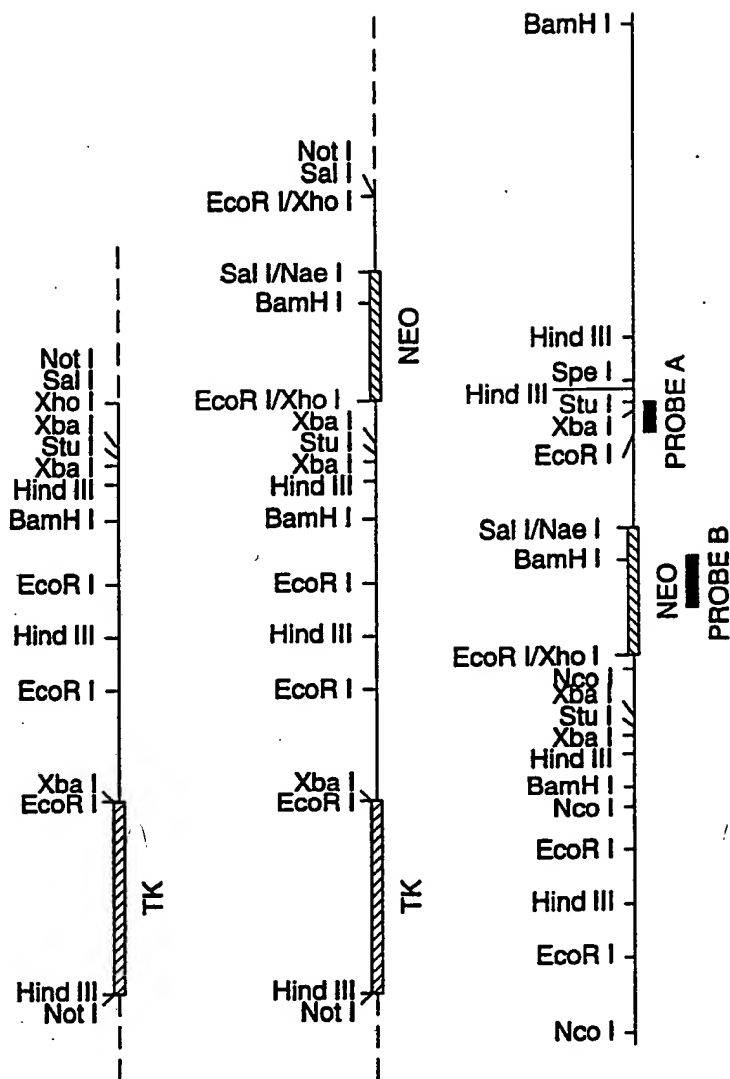 Not I
Sal I
Xho I
Xba I
Stu I
Xba I
Hind III
BamH I
EcoR I
Hind III
EcoR I
Xba I
EcoR I
TK
Hind III
Not I
Not I
Sal I
EcoR I/Xho I
Sal I/Nae I
BamH I
NEO
EcoR I/Xho I
Xba I
Stu I
Xba I
Hind III
BamH I
EcoR I
Hind III
EcoR I
Xba I
EcoR I
TK
Hind III
Not I
BamH I
Hind III
Spe I
Hind III
Stu I
Xba I
EcoR I
PROBE A
Sal I/Nae I
BamH I
NEO
PROBE B
EcoR I/Xho I
Nco I
Xba I
Stu I
Xba I
Hind III
BamH I
Nco I
EcoR I
Hind III
EcoR I
Nco I